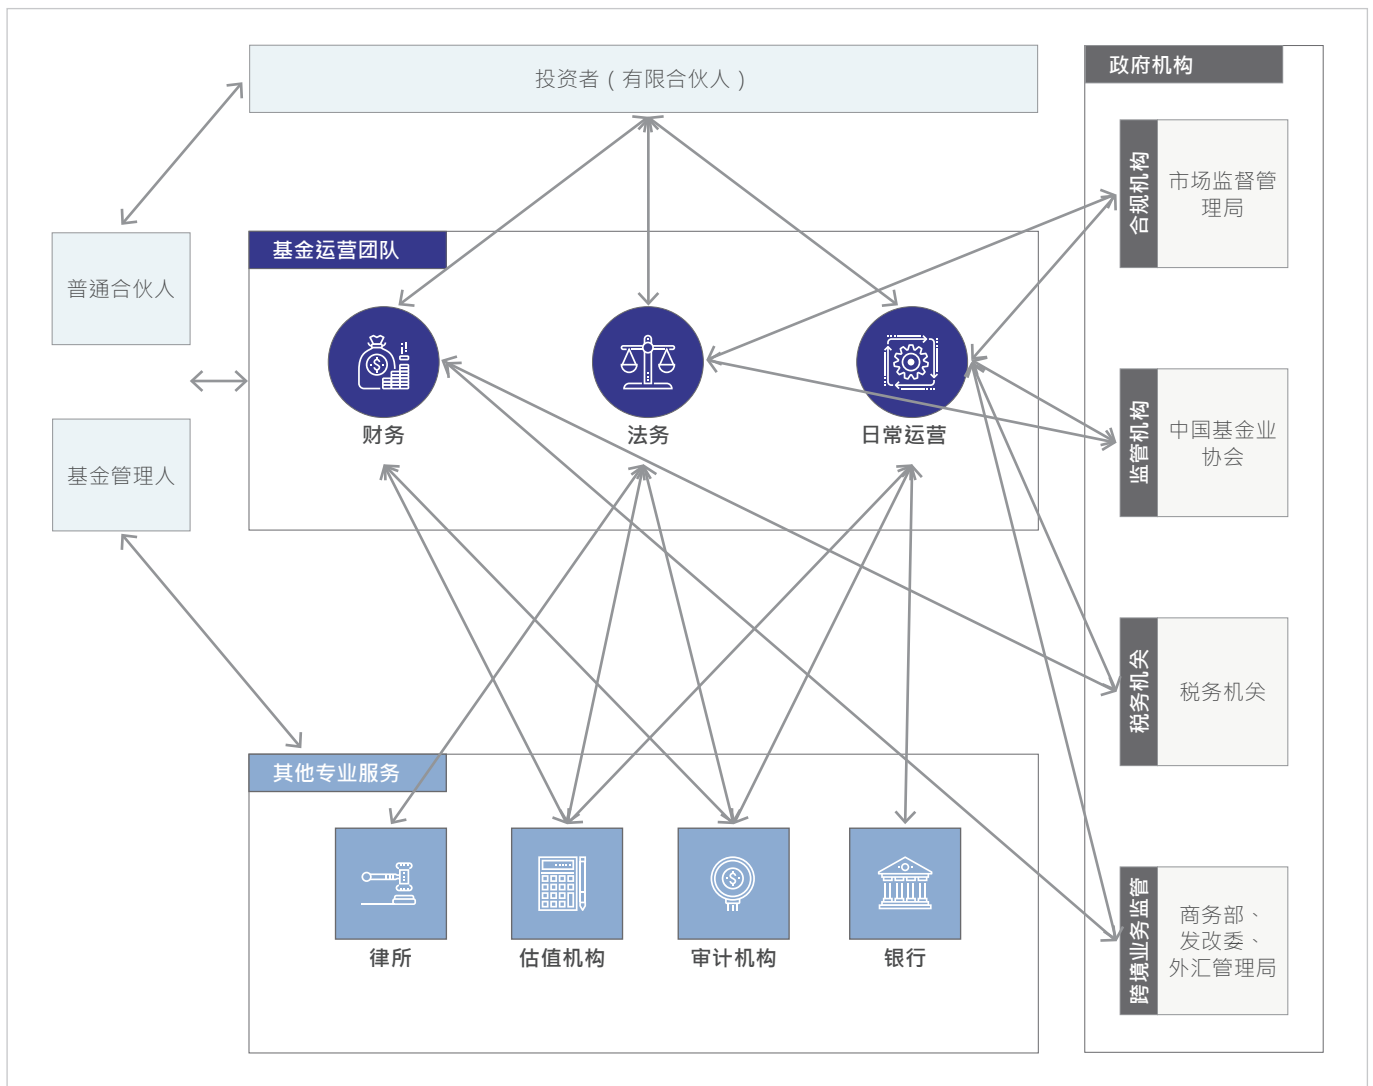 投资者（有限合伙人）
政府机构
合规机构
市场监督管
理局
普通合伙人
基金运营团队
财务
法务
日常运营
监管机构
中国基金业
协会
基金管理人
税务机关
税务机关
其他专业服务
律所
估值机构
审计机构
银行
跨境业务监管
商务部、
发改委、
外汇管理局